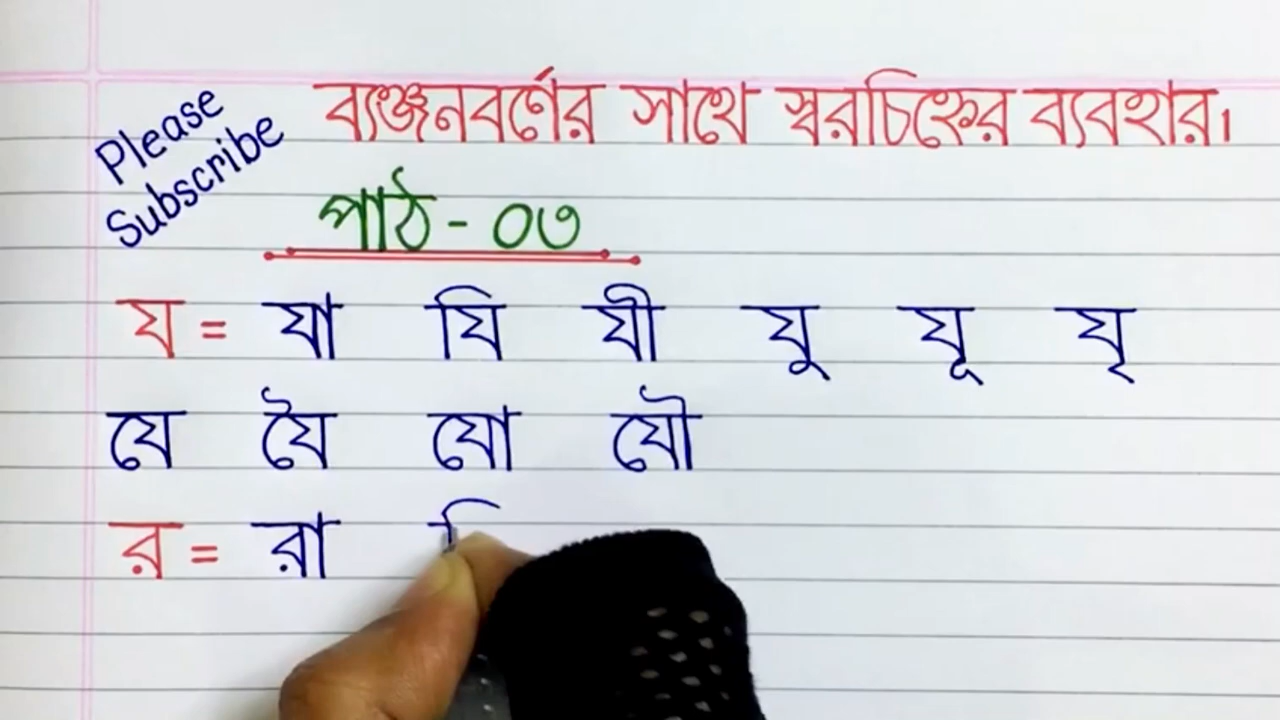 Please
Subscribe
ব্যঞ্জনবর্ণের সাথে স্বরচিহ্নের ব্যবহার।
পাঠ - ০৩
য = যা যি যী যু যূ যৃ
যে যৈ যো যৌ
র = রা ি